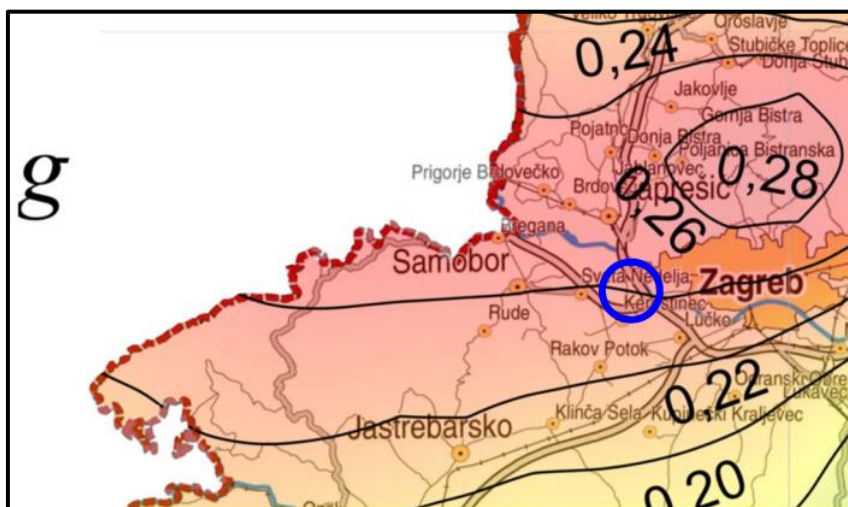 Oroslavje
0,24
Stubičke Toplice
Jakovlje
Gornja Bistra
Pojatno
Donja Bistra
Poljanica Bistranska
Prigorje Brdovečko
Jablanovec
0,28
Zaprešić
0,26
g
Bregana
Samobor
Sveta Nedelja
Zagreb
Kerestinec
Rude
Lučko
Rakov Potok
0,22
Klinča Sela
Kupinečki Kraljevec
Jastrebarsko
0,20